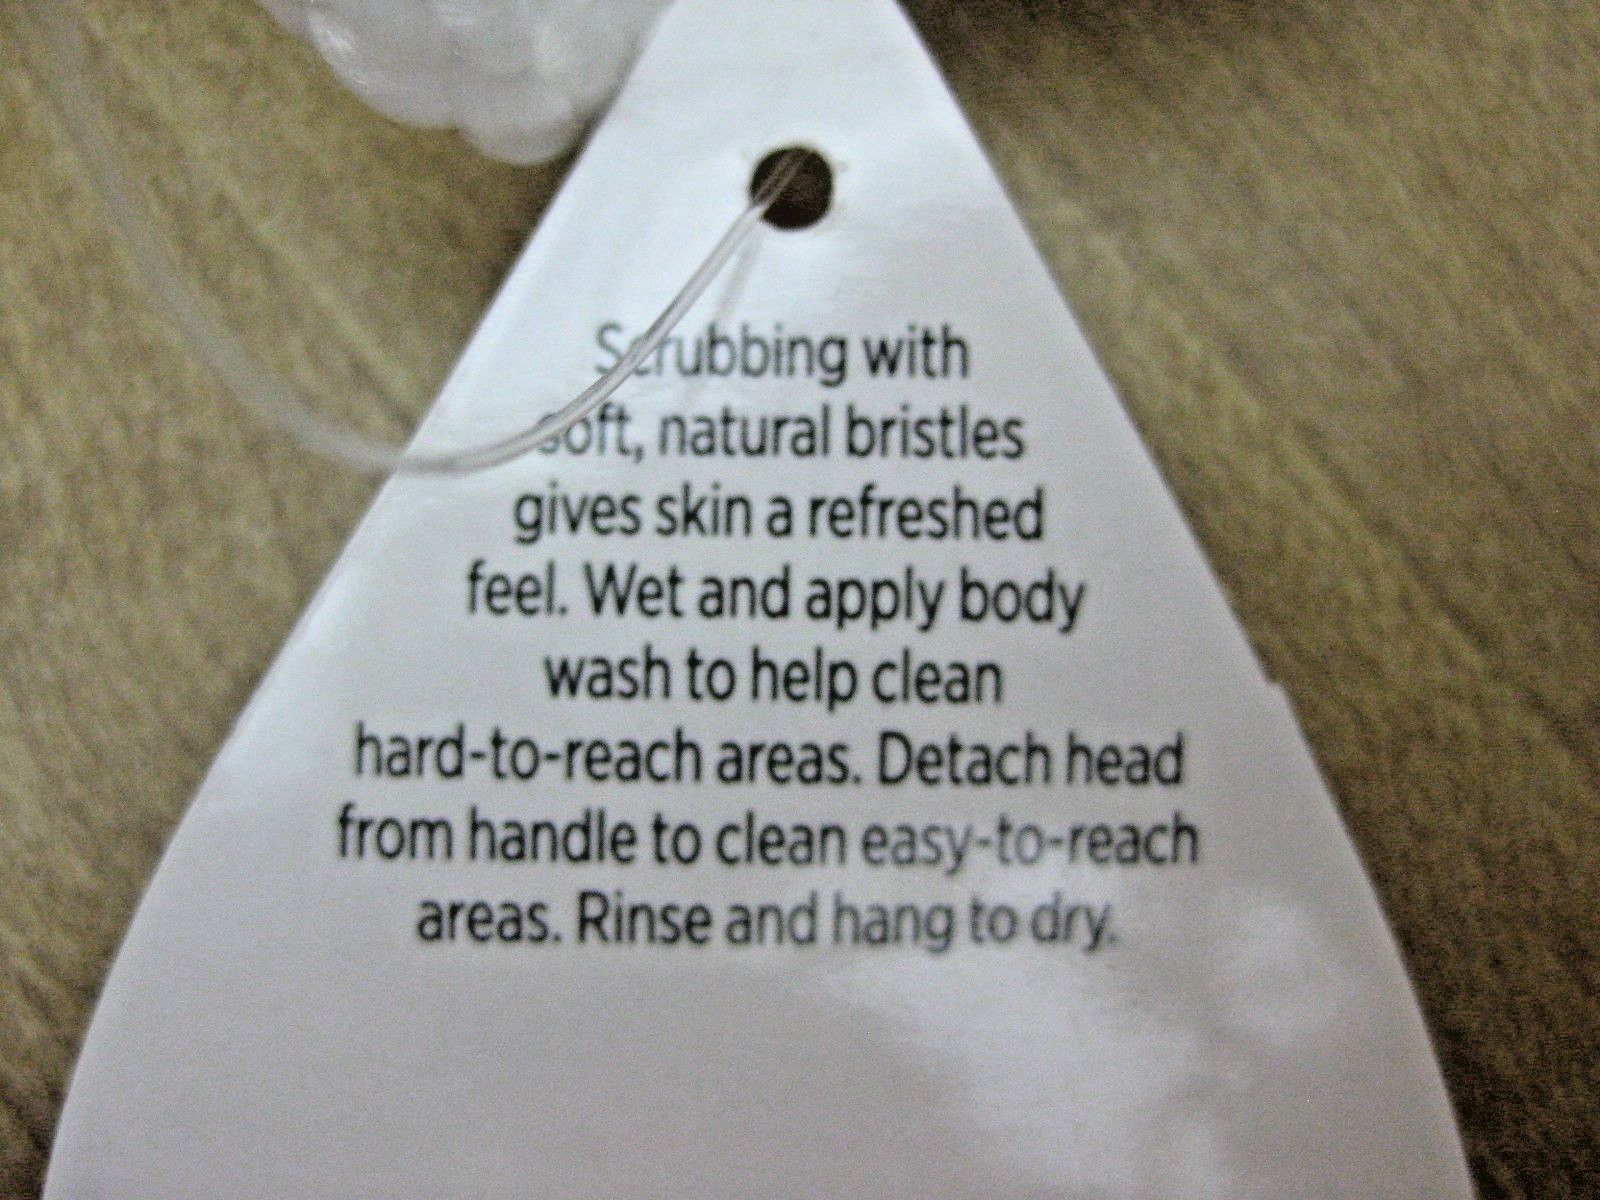 Scrubbing with
soft, natural bristles
gives skin a refreshed
feel. Wet and apply body
wash to help clean
hard-to-reach areas. Detach head
from handle to clean easy-to-reach
areas. Rinse and hang to dry.